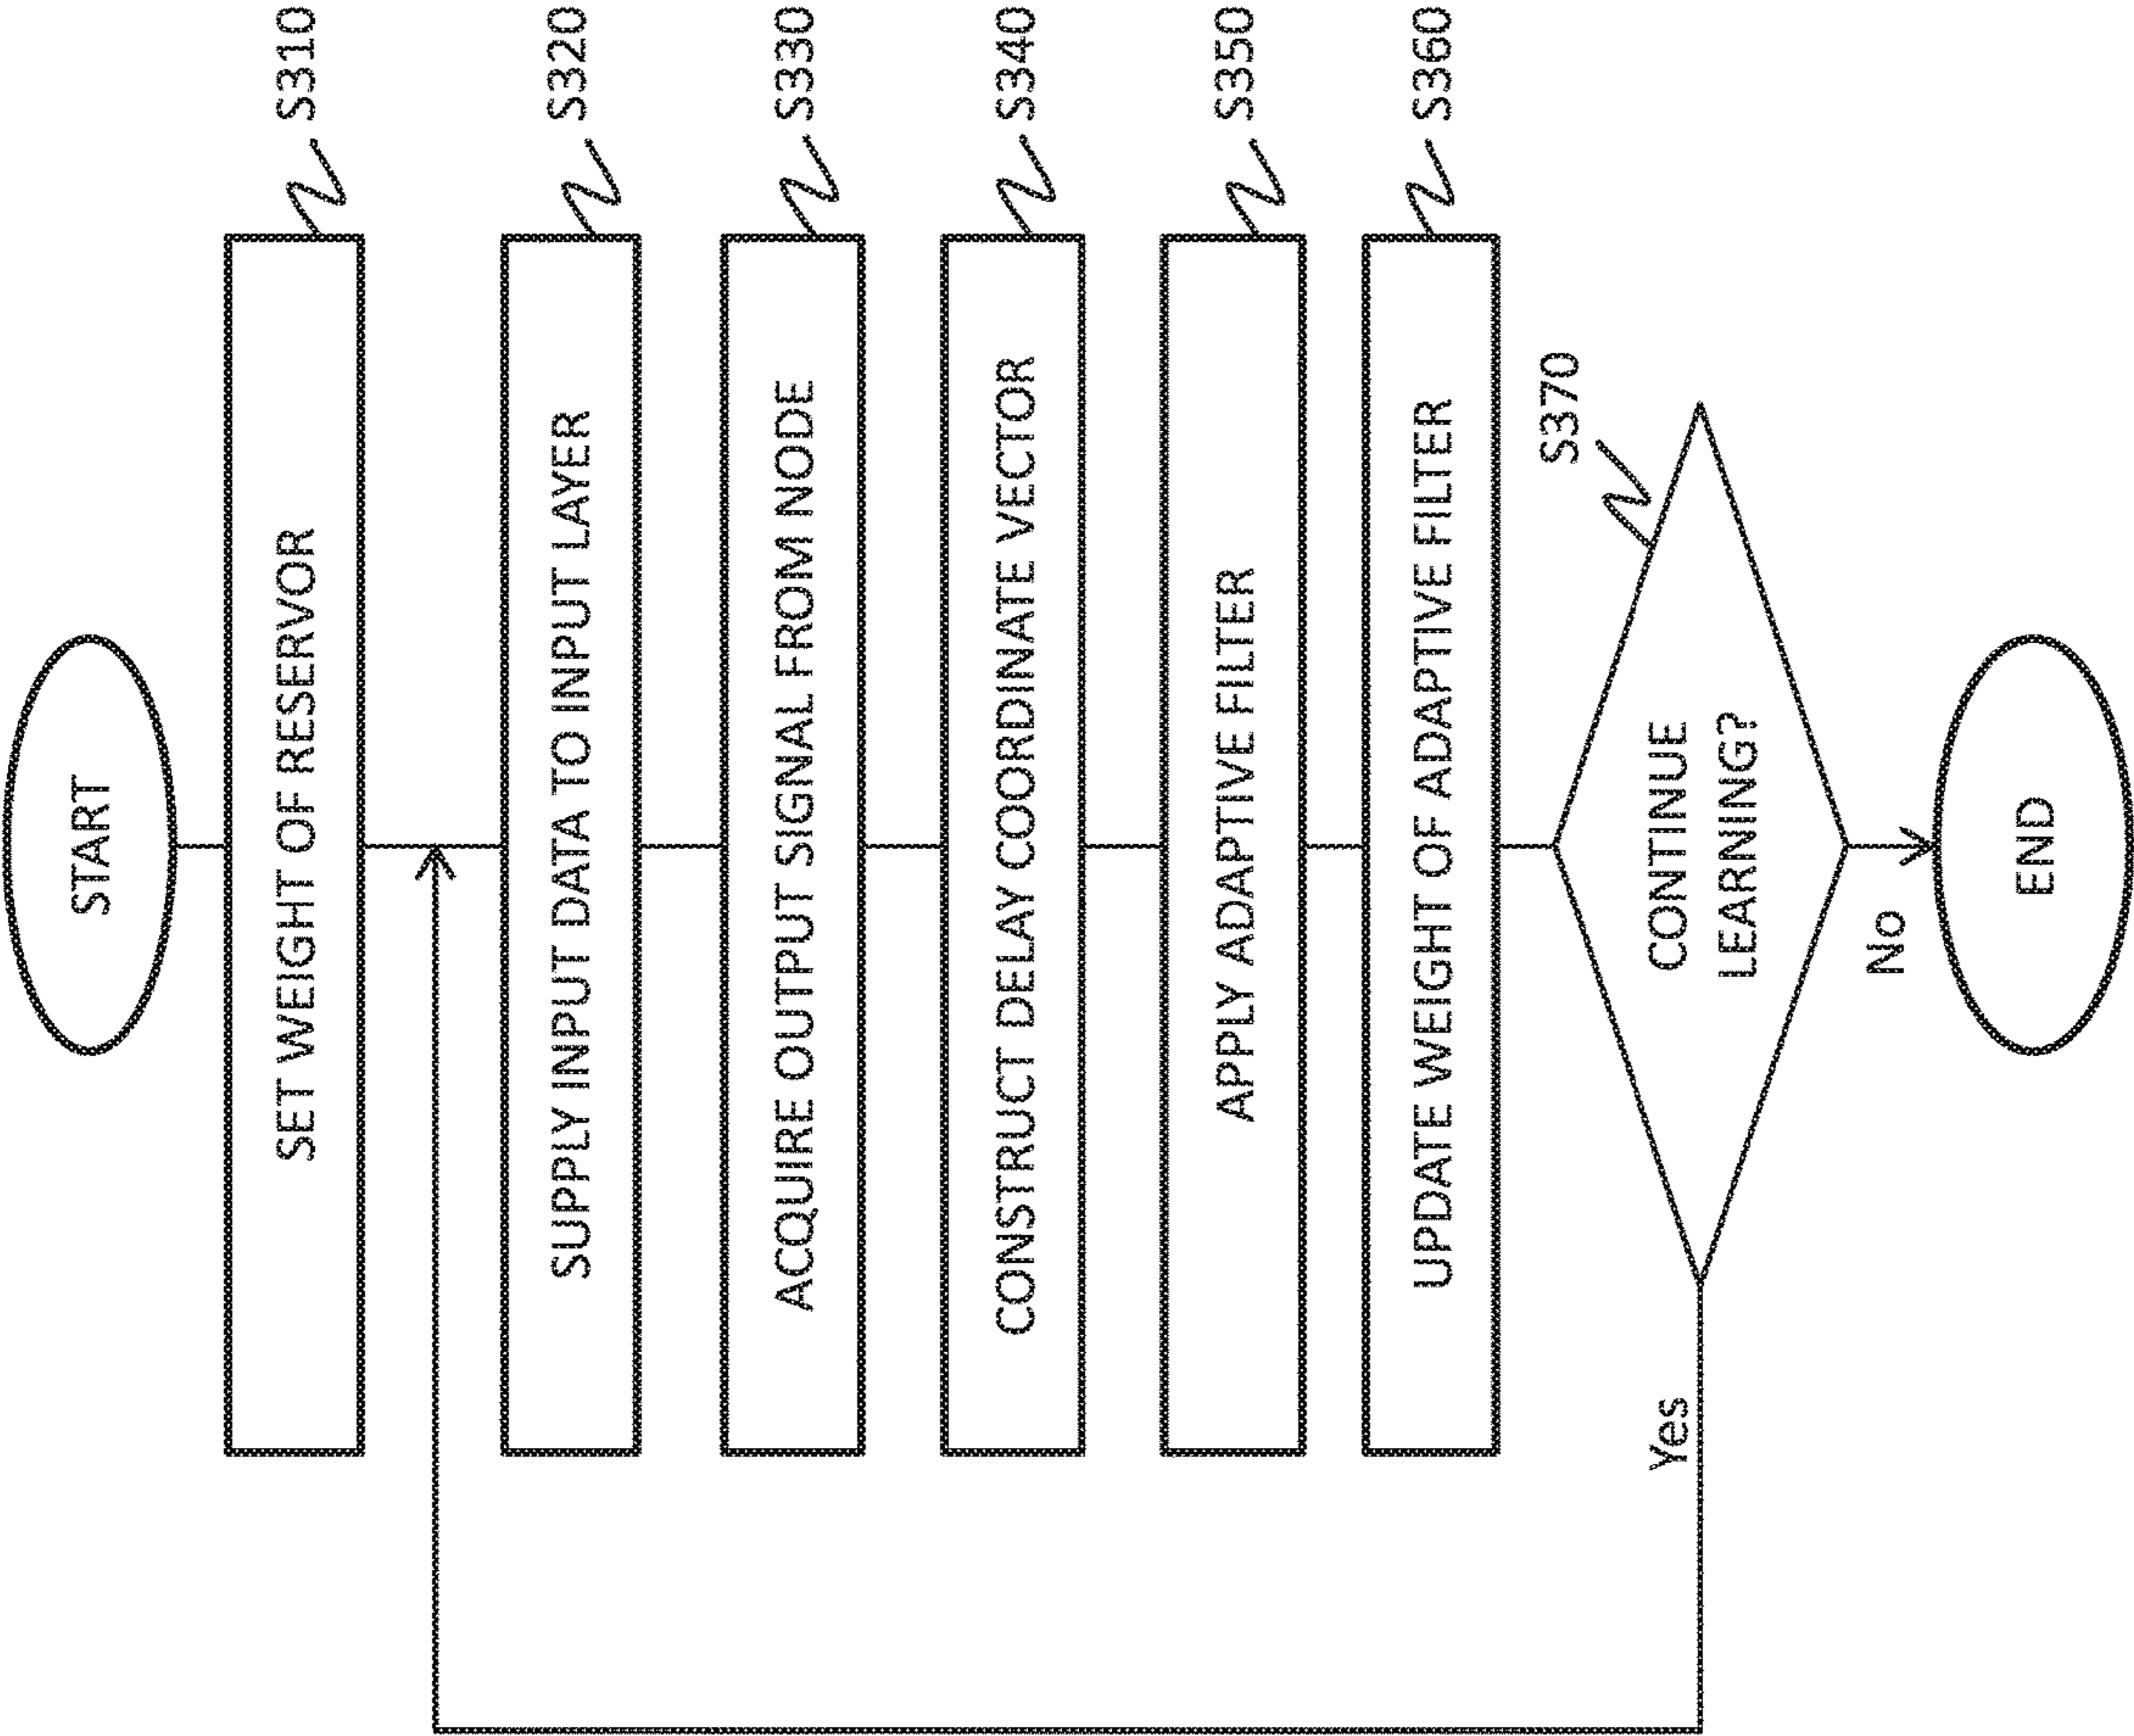 START
SET WEIGHT OF RESERVOR
S310
SUPPLY INPUT DATA TO INPUT LAYER
S320
ACQUIRE OUTPUT SIGNAL FROM NODE
S330
CONSTRUCT DELAY COORDINATE VECTOR
S340
APPLY ADAPTIVE FILTER
S350
UPDATE WEIGHT OF ADAPTIVE FILTER
S360
S370
CONTINUE
LEARNING?
Yes
No
END